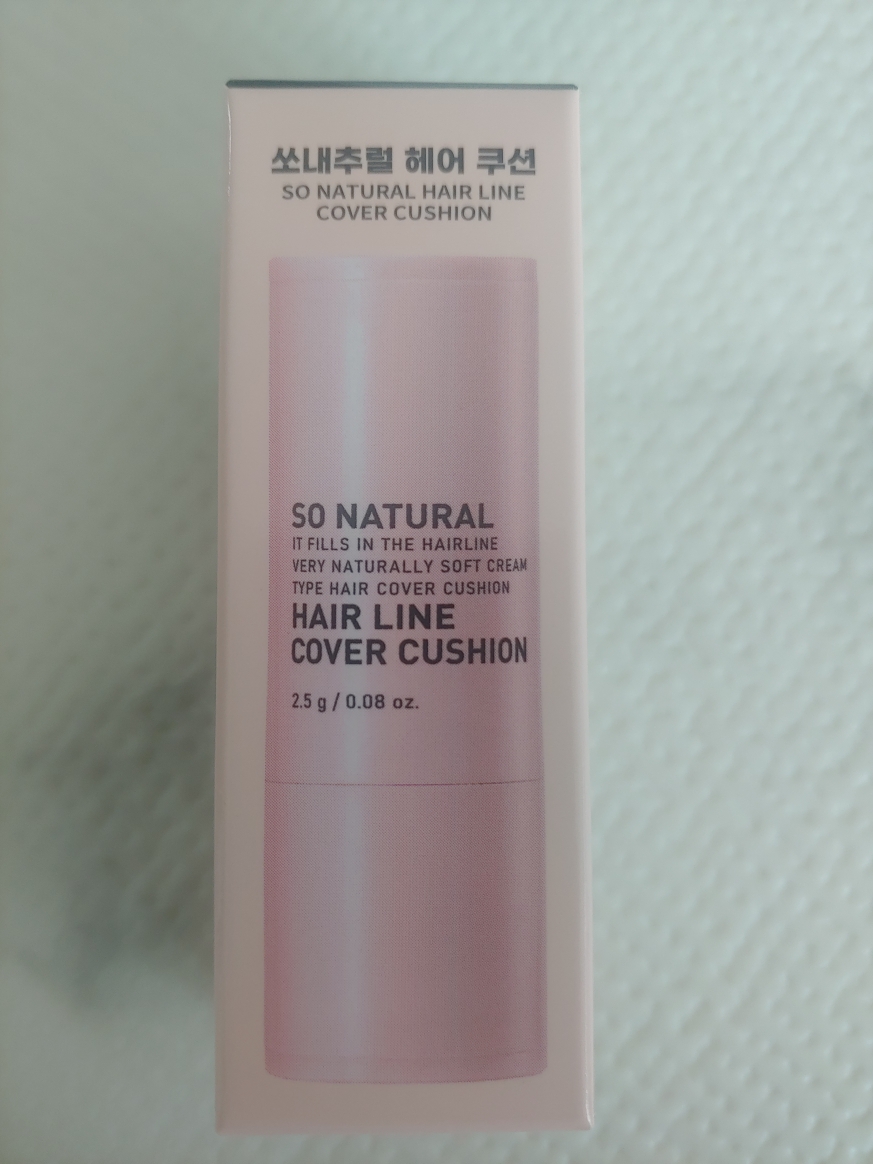 쏘내추럴 헤어 쿠션
SO NATURAL HAIR LINE
COVER CUSHION
SO NATURAL
IT FILLS IN THE HAIRLINE
VERY NATURALLY SOFT CREAM
TYPE HAIR COVER CUSHION
HAIR LINE
COVER CUSHION
2.5 g / 0.08 oz.